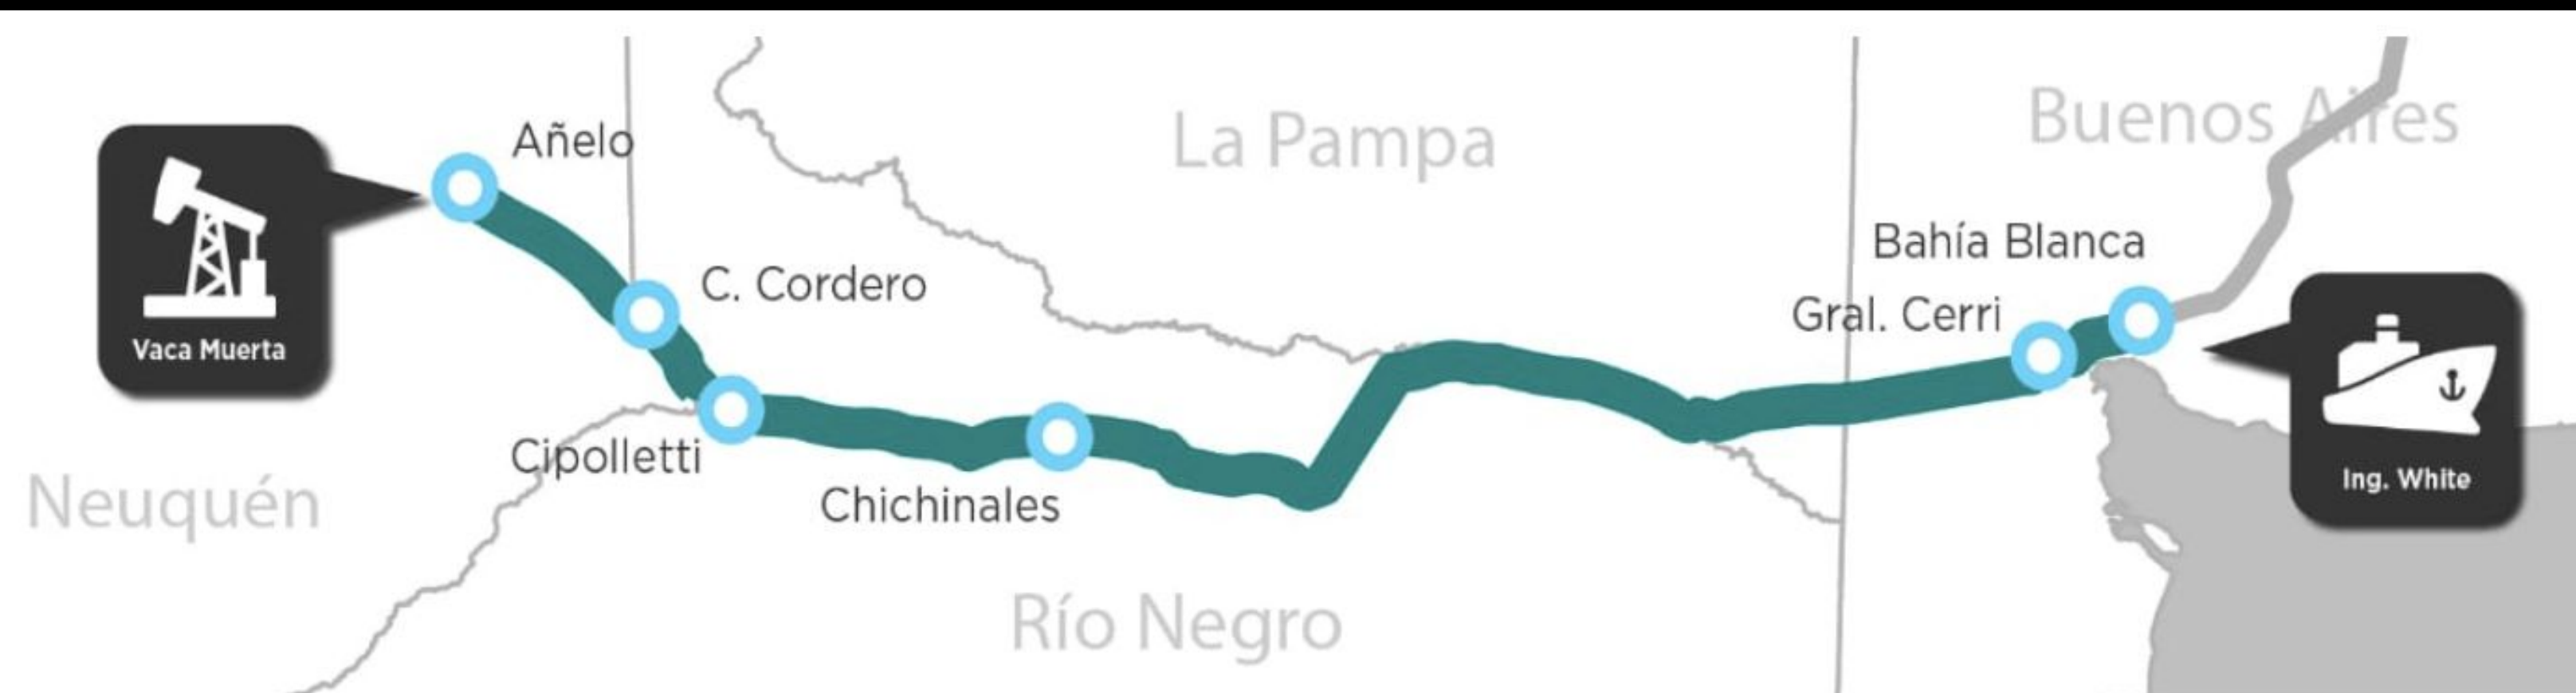 La Pampa
Buenos Aires
Añelo
Vaca Muerta
C. Cordero
Bahía Blanca
Gral. Cerri
Cipolletti
Chichinales
Neuquén
Río Negro
Ing. White